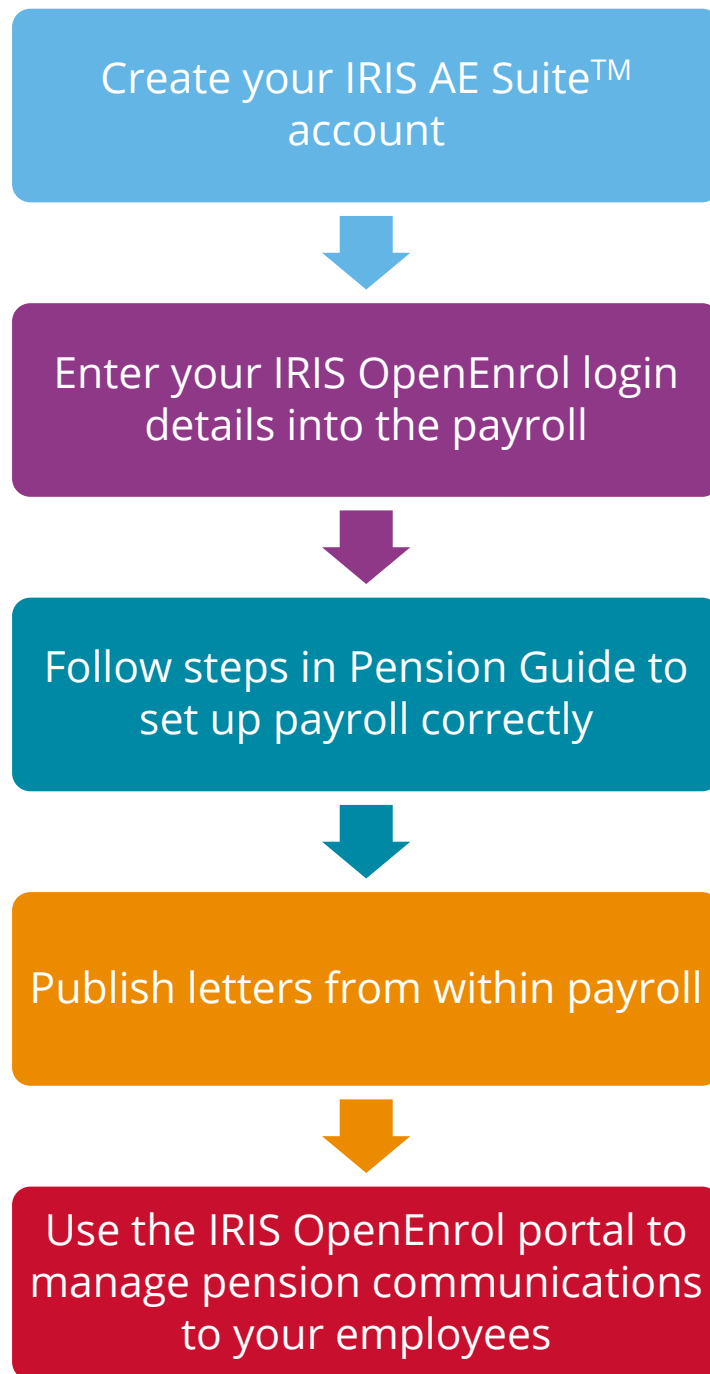 Create your IRIS AE Suite™
account
Enter your IRIS OpenEnrol login
details into the payroll
Follow steps in Pension Guide to
set up payroll correctly
Publish letters from within payroll
Use the IRIS OpenEnrol portal to
manage pension communications
to your employees